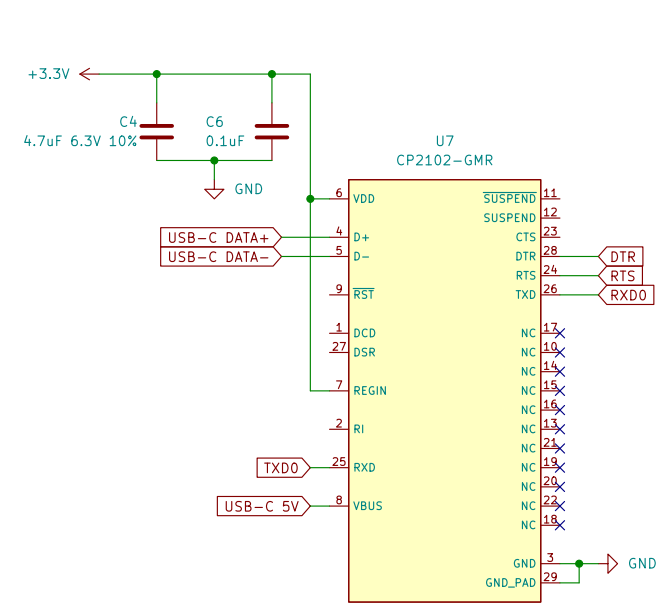 +3.3V
C4
4.7uF 6.3V 10%
C6
0.1uF
GND
U7
CP2102-GMR
6 VDD
SUSPEND 11
SUSPEND 12
USB-C DATA+ 4 D+
CTS 23
USB-C DATA- 5 D-
DTR 28 DTR
RTS 24 RTS
9 RST
TXD 26 RXD0
1 DCD
NC 17
27 DSR
NC 10
NC 14
7 REGIN
NC 15
NC 16
2 RI
NC 13
NC 21
TXD0 25 RXD
NC 19
NC 20
USB-C 5V 8 VBUS
NC 22
NC 18
GND 3 GND
GND_PAD 29